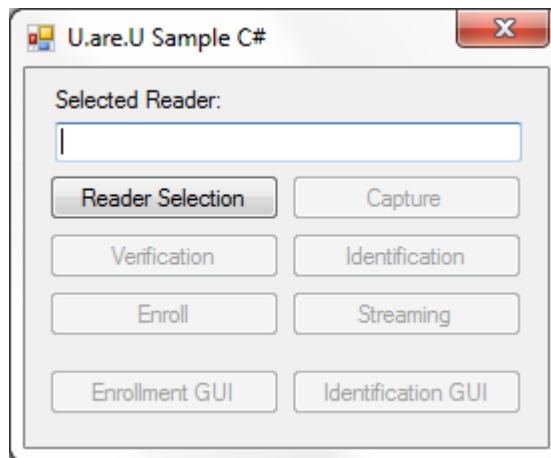 U.are.U Sample C#
Selected Reader:
Reader Selection Capture
Verification Identification
Enroll Streaming
Enrollment GUI Identification GUI